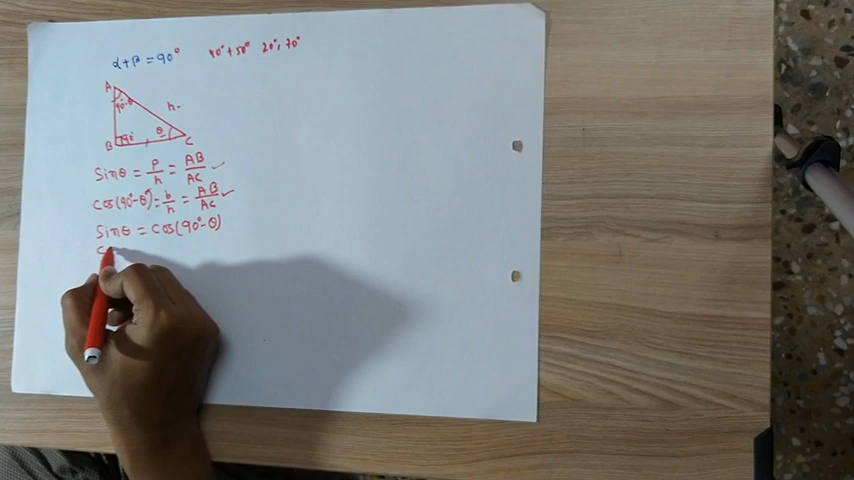 α+β = 90° 40°+50° 20°, 70°
A
90°-θ h-
B 90° θ C
Sinθ = P/h = AB/AC ✓
Cos(90°-θ) = b/h = AB/AC ✓
Sinθ = Cos(90°-θ)
C